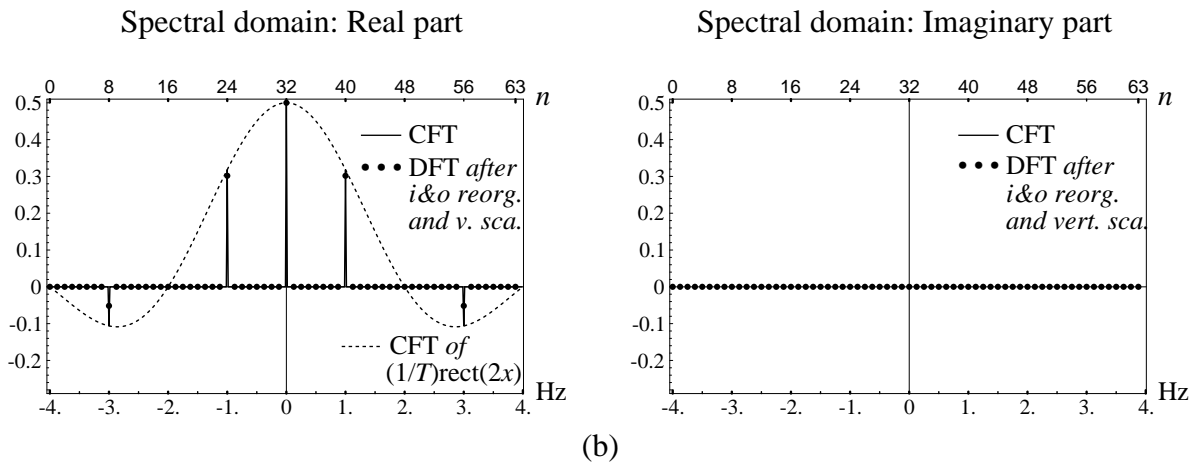 Spectral domain: Real part
0 8 16 24 32 40 48 56 63 n
0.5
0.4
0.3
0.2
0.1
0
-0.1
-0.2
CFT
DFT after
i&o reorg.
and v. sca.
CFT of
(1/T)rect(2x)
Hz
-4. -3. -2. -1. 0 1. 2. 3. 4.
Spectral domain: Imaginary part
0 8 16 24 32 40 48 56 63 n
0.5
0.4
0.3
0.2
0.1
0
-0.1
-0.2
CFT
DFT after
i&o reorg.
and vert. sca.
Hz
-4. -3. -2. -1. 0 1. 2. 3. 4.
(b)